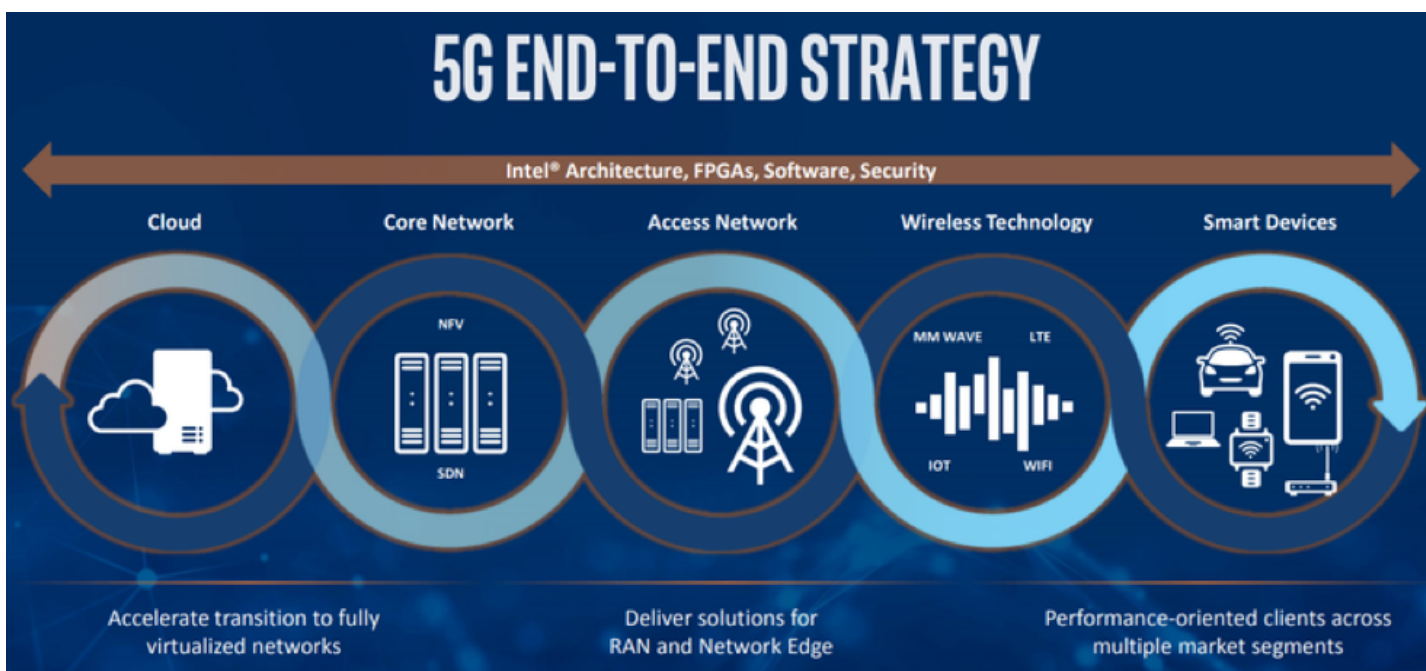 5G END-TO-END STRATEGY
Intel® Architecture, FPGAs, Software, Security
Cloud
Core Network
Access Network
Wireless Technology
Smart Devices
NFV
SDN
MM WAVE
LTE
IOT
WIFI
Accelerate transition to fully
virtualized networks
Deliver solutions for
RAN and Network Edge
Performance-oriented clients across
multiple market segments